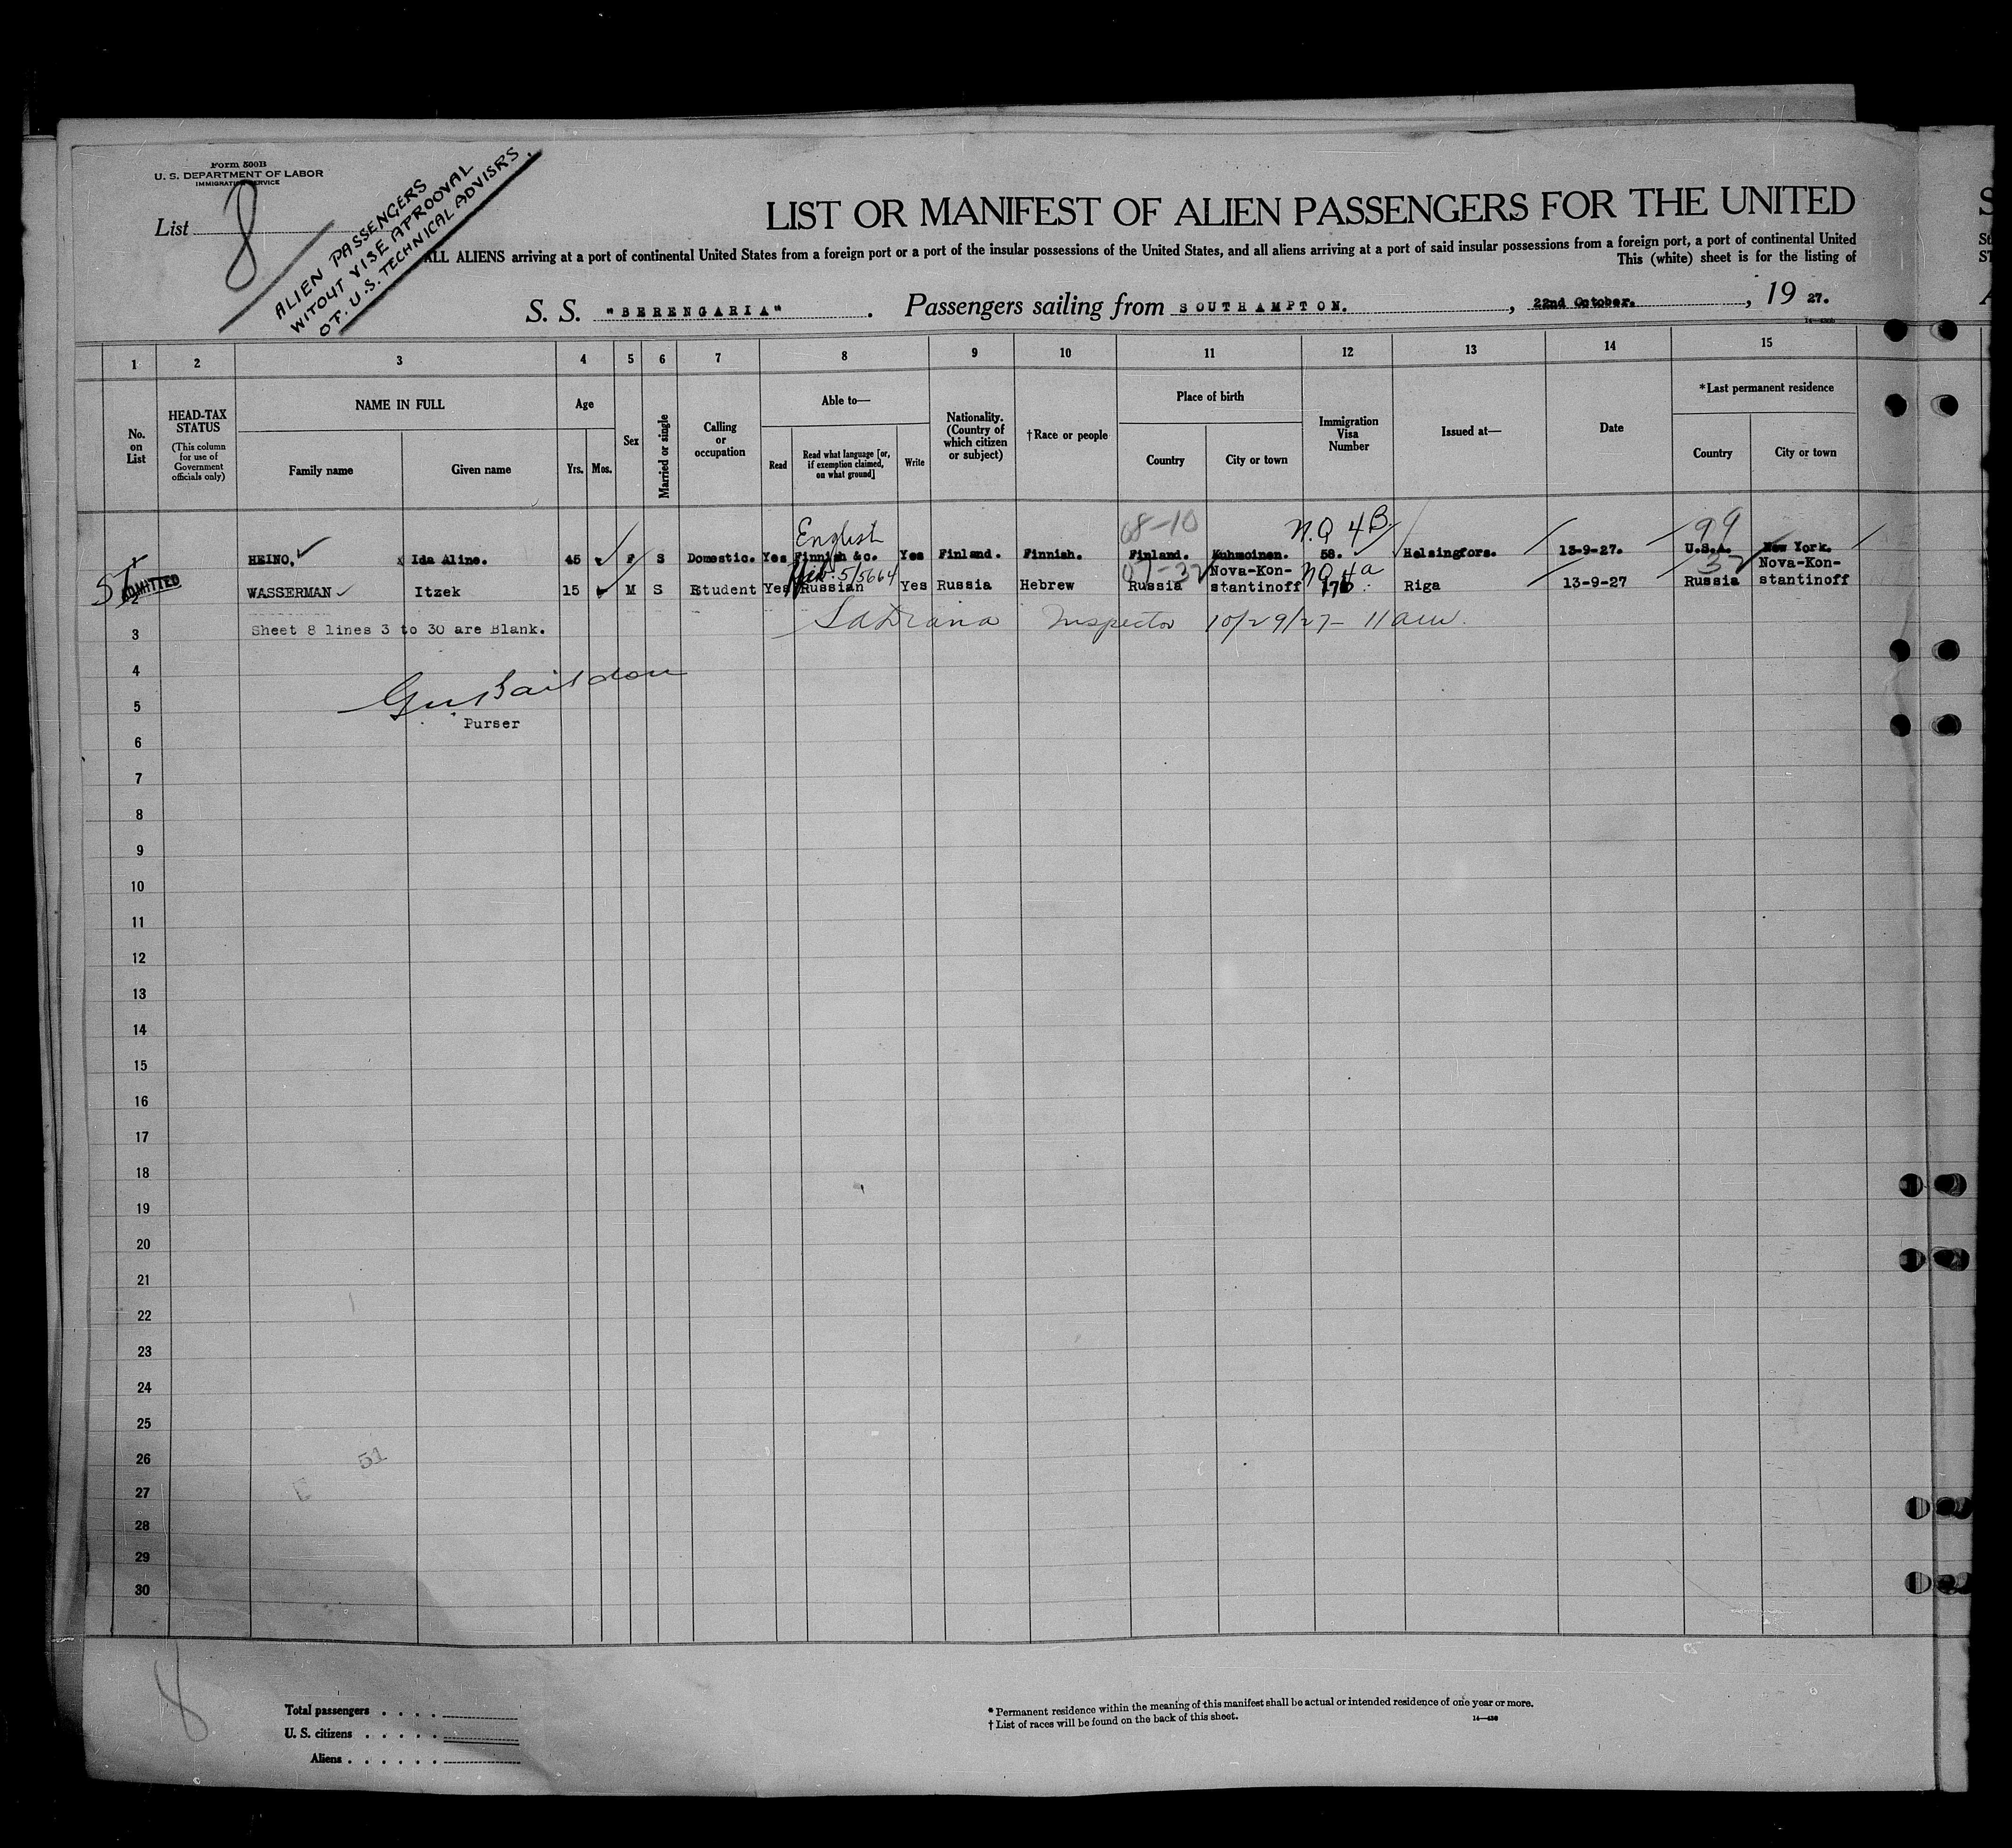 Form 500B
U. S. DEPARTMENT OF LABOR
IMMIGRATION SERVICE
List 8
ALIEN PASSENGERS
WITOUT VISE APROOVAL
OF. U.S. TECHNICAL ADVISRS.
LIST OR MANIFEST OF ALIEN PASSENGERS FOR THE UNITED
ALL ALIENS arriving at a port of continental United States from a foreign port or a port of the insular possessions of the United States, and all aliens arriving at a port of said insular possessions from a foreign port, a port of continental United
This (white) sheet is for the listing of
S. S. "BERENGARIA". Passengers sailing from SOUTHAMPTON., 22nd October., 19 27.
1 2 3 4 5 6 7 8 9 10 11 12 13 14 15
No. on List
HEAD-TAX STATUS
(This column for use of Government officials only)
NAME IN FULL
Family name Given name
Age
Yrs. Mos.
Sex
Married or single
Calling or occupation
Able to—
Read Read what language [or, if exemption claimed, on what ground] Write
Nationality. (Country of which citizen or subject)
†Race or people
Place of birth
Country City or town
Immigration Visa Number
Issued at—
Date
*Last permanent residence
Country City or town
English 08-10 N.Q 4B 99
1 HEINO, Ida Aline. 45 F S Domestic. Yes Finnish &c. Yes Finland. Finnish. Finland. Kuhmoinen. 58. Helsingfors. 13-9-27. U.S.A. New York.
ADMITTED
5/5664 NQ 4a
2 WASSERMAN Itzek 15 M S Student Yes Russian Yes Russia Hebrew Russia Nova-Konstantinoff 176 Riga 13-9-27 Russia Nova-Konstantinoff
3 Sheet 8 lines 3 to 30 are Blank.
Inspector 10/29/27 - 11 am.
4
5
Purser
6
7
8
9
10
11
12
13
14
15
16
17
18
19
20
21
22
23
24
25
26
51
27
28
29
30
8
Total passengers . . . .
U. S. citizens . . . . .
Aliens . . . . . .
* Permanent residence within the meaning of this manifest shall be actual or intended residence of one year or more.
† List of races will be found on the back of this sheet.